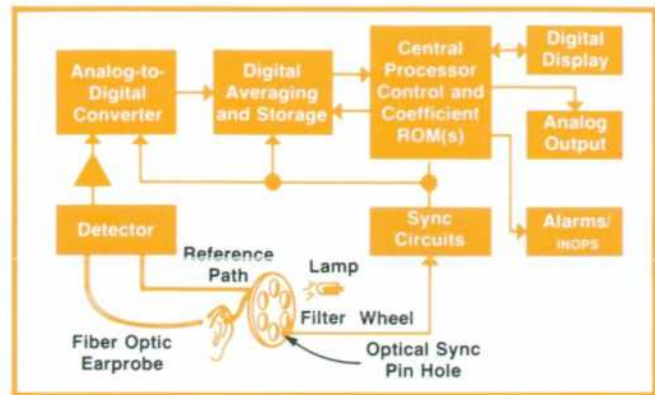 Analog-to-
Digital
Converter
Digital
Averaging
and Storage
Central
Processor
Control and
Coefficient
ROM(s)
Digital
Display
Analog
Output
Alarms/
INOPS
Sync
Circuits
Detector
Reference
Path
Lamp
Filter Wheel
Fiber Optic
Earprobe
Optical Sync
Pin Hole